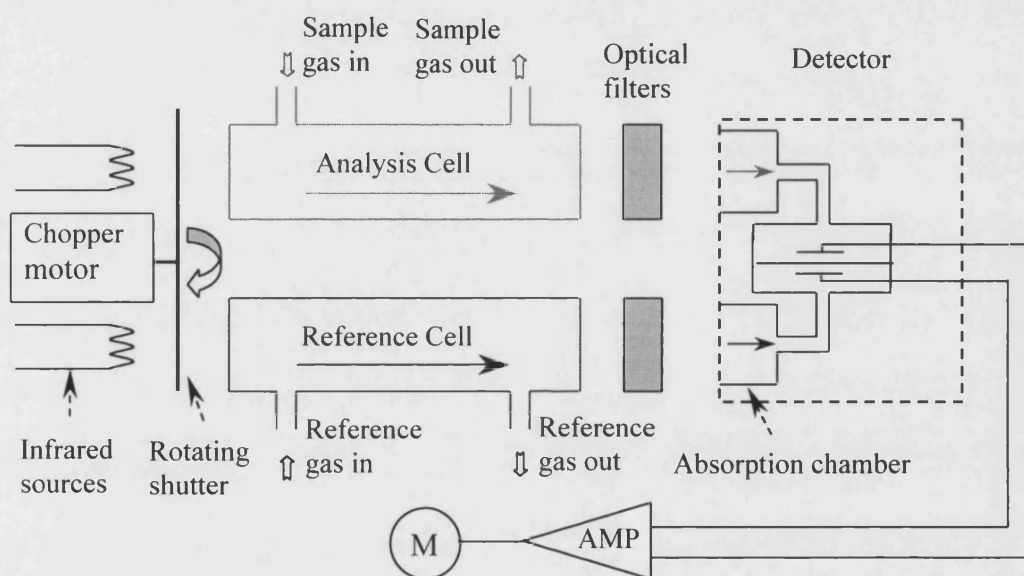 Sample
gas in
Sample
gas out
Optical
filters
Detector
Analysis Cell
Chopper
motor
Reference Cell
Infrared
sources
Rotating
shutter
Reference
gas in
Reference
gas out
Absorption chamber
M
AMP